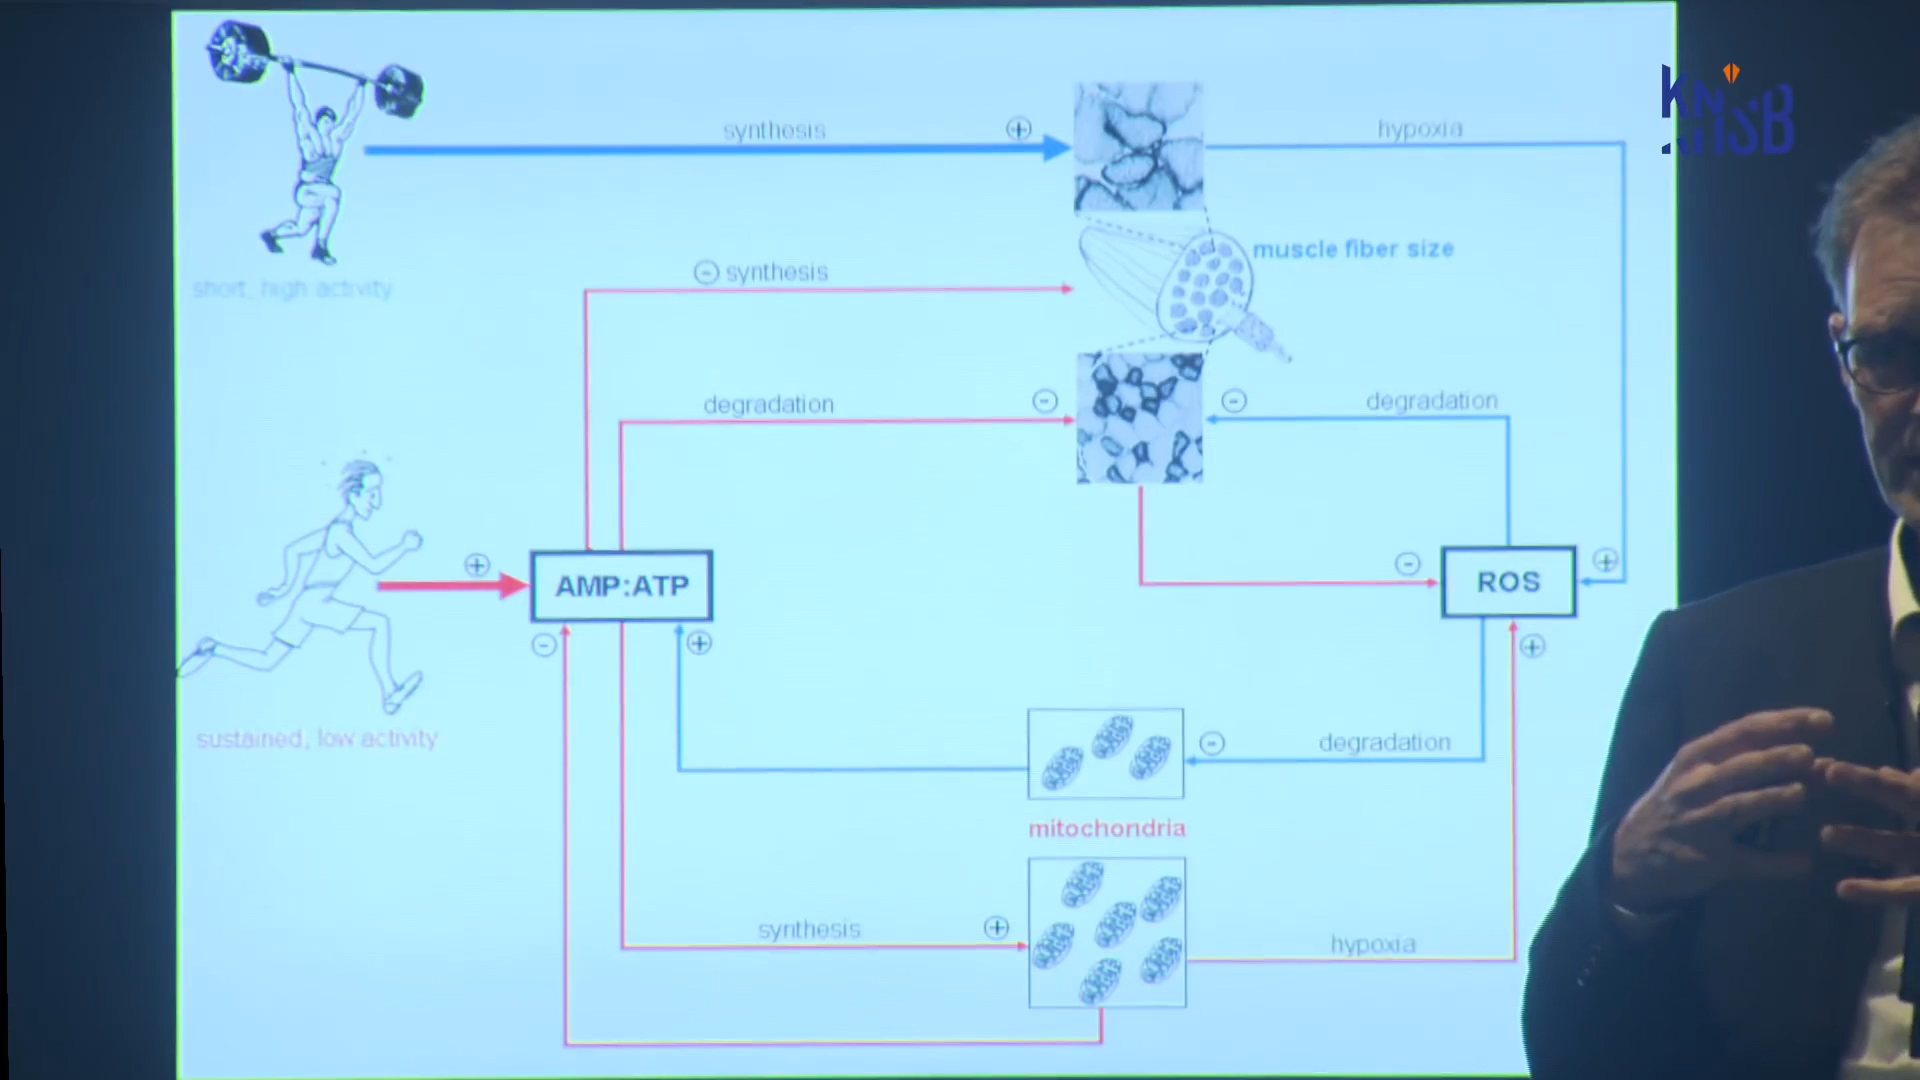 KNSB
synthesis
+
hypoxia
muscle fiber size
short, high activity
- synthesis
degradation
-
-
degradation
+
AMP:ATP
-
ROS
+
-
+
+
sustained, low activity
-
degradation
mitochondria
synthesis
+
hypoxia